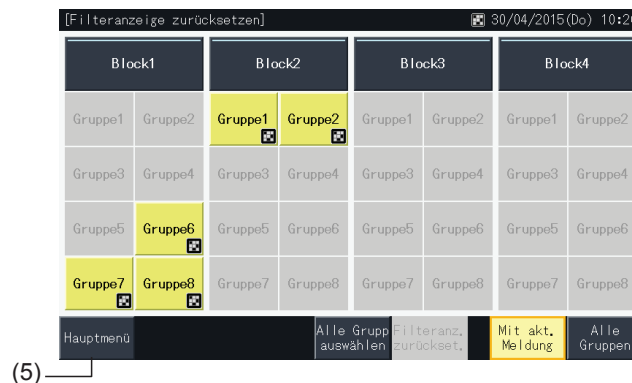 [Filteranzeige zurücksetzen] 30/04/2015(Do) 10:20
Block1 Block2 Block3 Block4
Gruppe1 Gruppe2 Gruppe1 Gruppe2 Gruppe1 Gruppe2 Gruppe1 Gruppe2
Gruppe3 Gruppe4 Gruppe3 Gruppe4 Gruppe3 Gruppe4 Gruppe3 Gruppe4
Gruppe5 Gruppe6 Gruppe5 Gruppe6 Gruppe5 Gruppe6 Gruppe5 Gruppe6
Gruppe7 Gruppe8 Gruppe7 Gruppe8 Gruppe7 Gruppe8 Gruppe7 Gruppe8
Hauptmenü
Alle Grupp
auswählen
Filteranz.
zurückset.
Mit akt.
Meldung
Alle
Gruppen
(5)